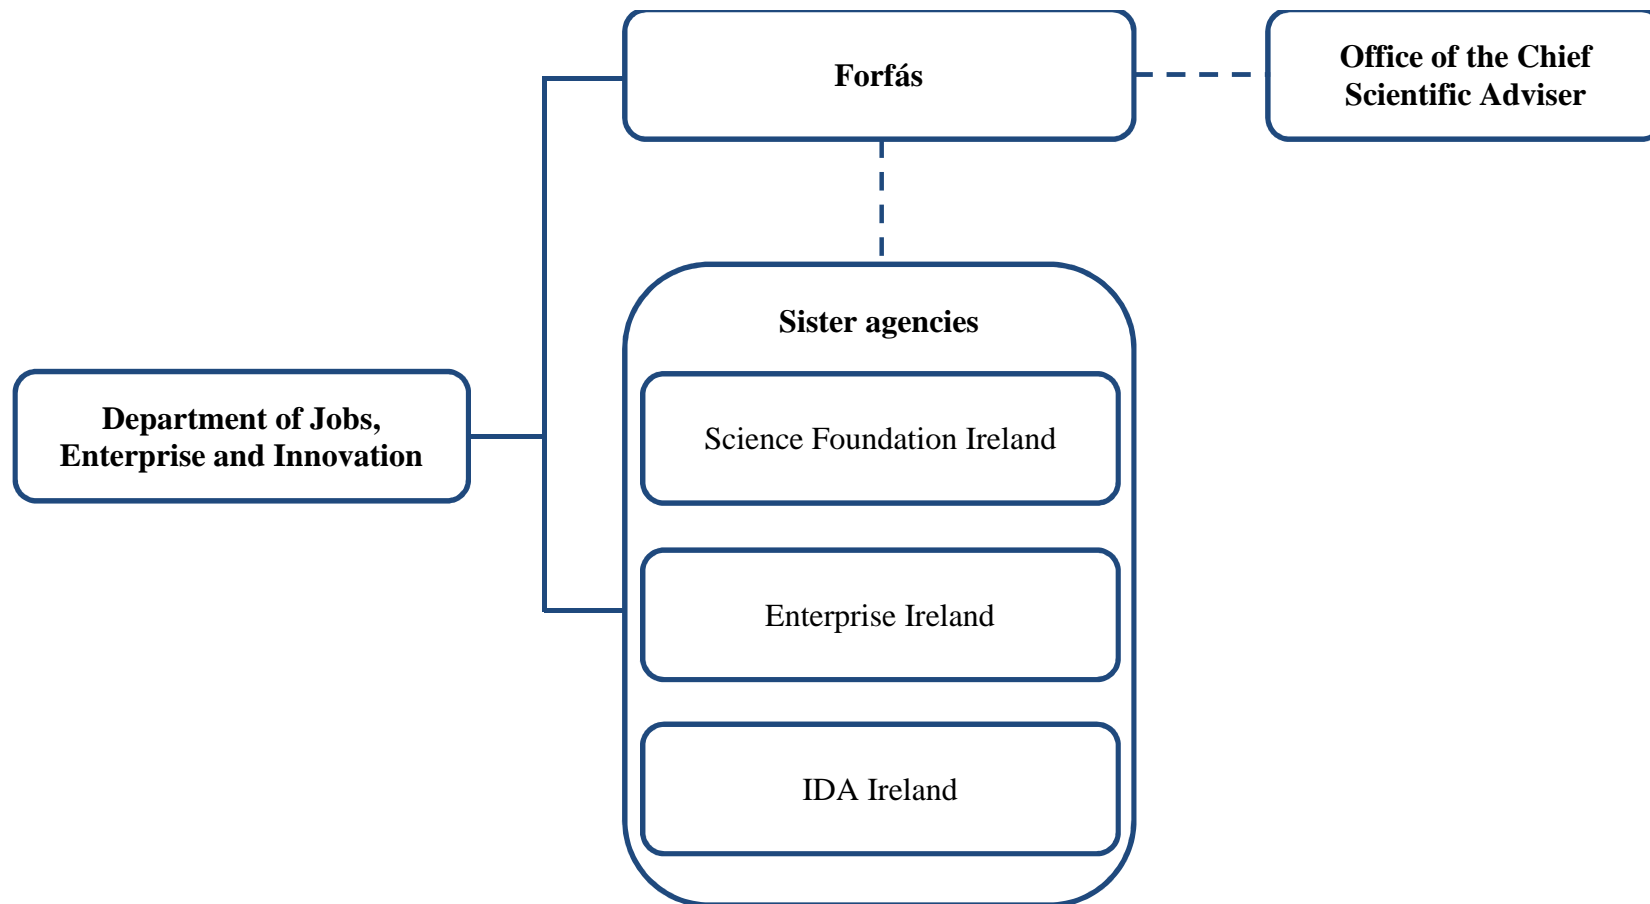 Forfás
Office of the Chief
Scientific Adviser
Sister agencies
Department of Jobs,
Enterprise and Innovation
Science Foundation Ireland
Enterprise Ireland
IDA Ireland